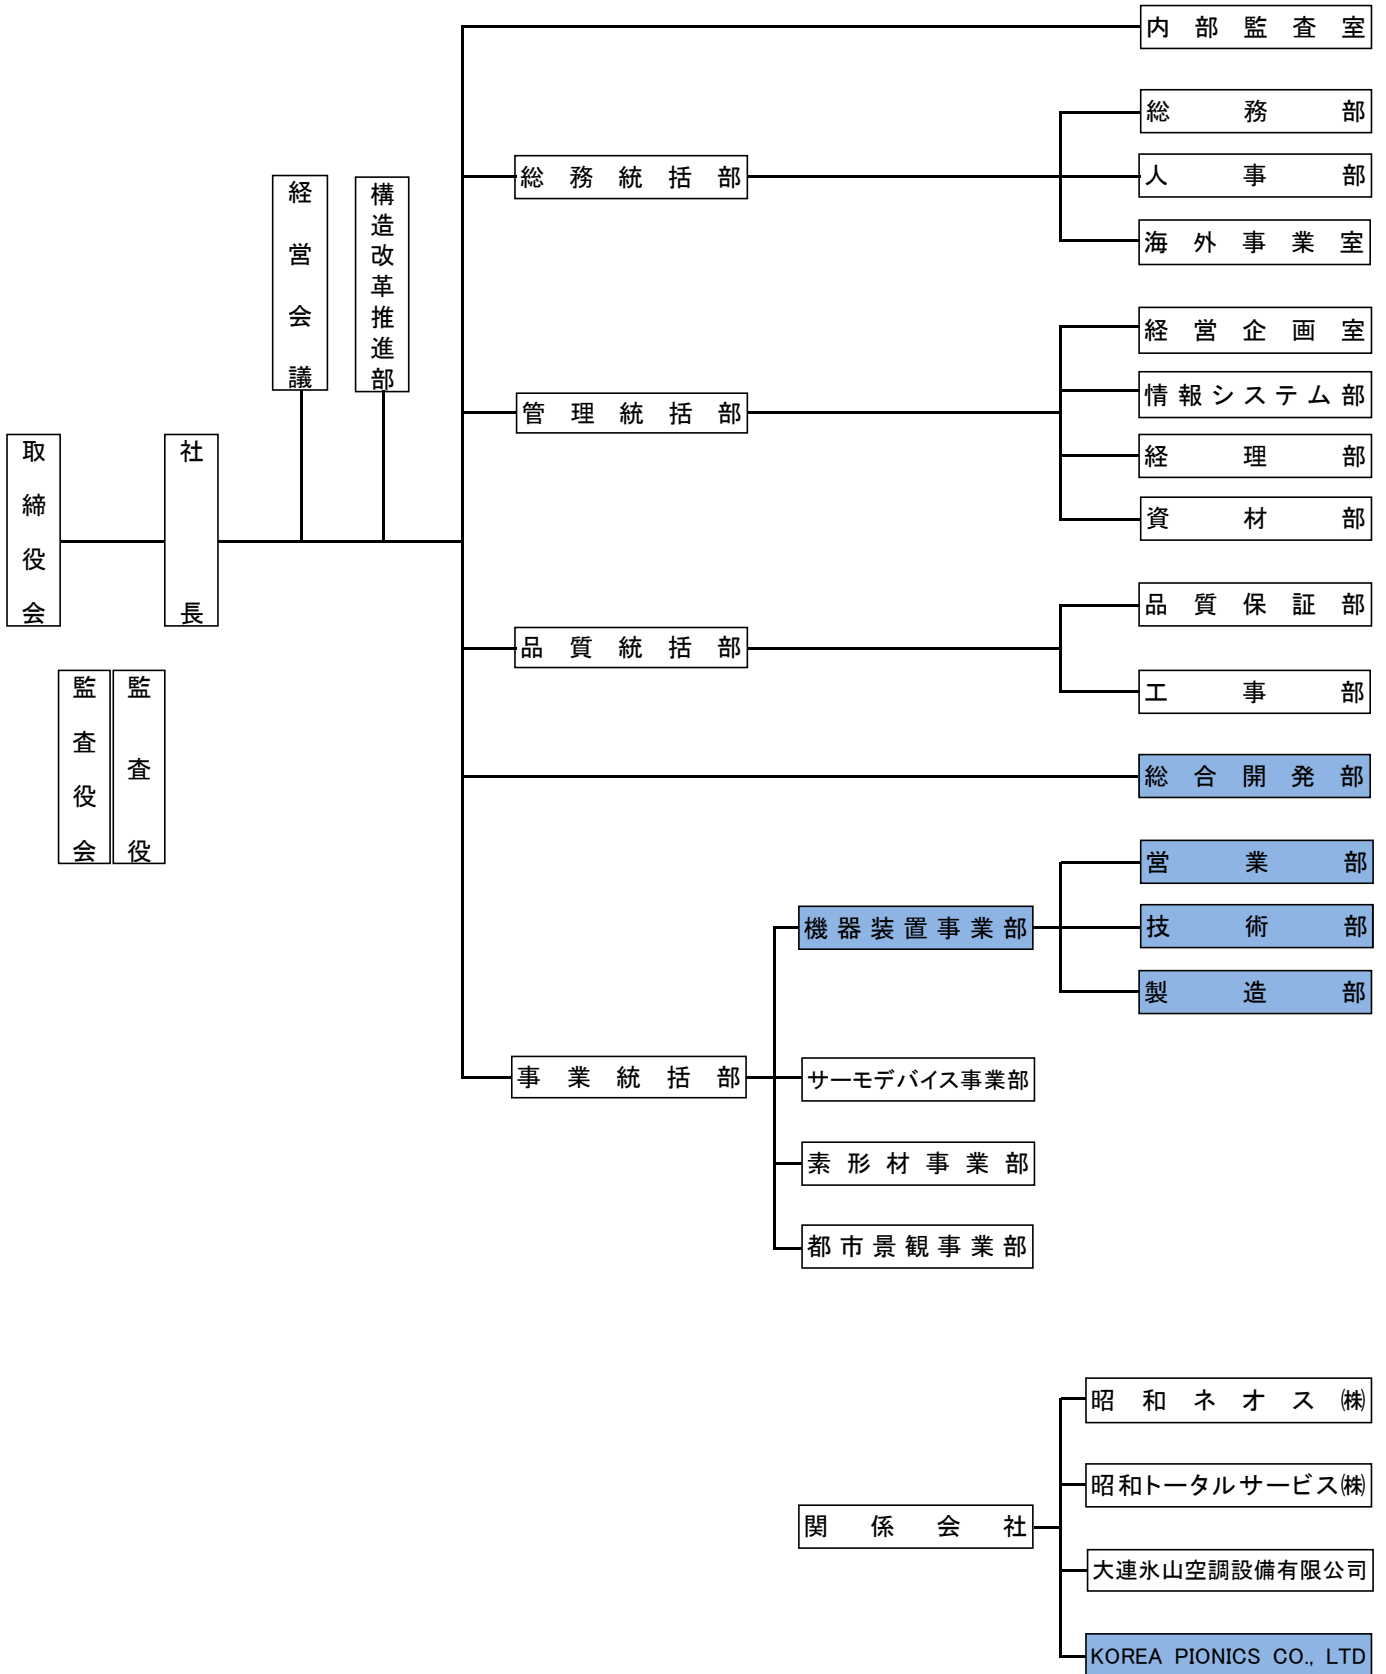 内部監査室
総務部
総務統括部
人事部
海外事業室
経営会議
構造改革推進部
経営企画室
情報システム部
管理統括部
経理部
資材部
取締役会
社長
品質保証部
品質統括部
工事部
監査役会
監査役
総合開発部
営業部
機器装置事業部
技術部
製造部
事業統括部
サーモデバイス事業部
素形材事業部
都市景観事業部
昭和ネオス㈱
昭和トータルサービス㈱
関係会社
大連氷山空調設備有限公司
KOREA PIONICS CO., LTD